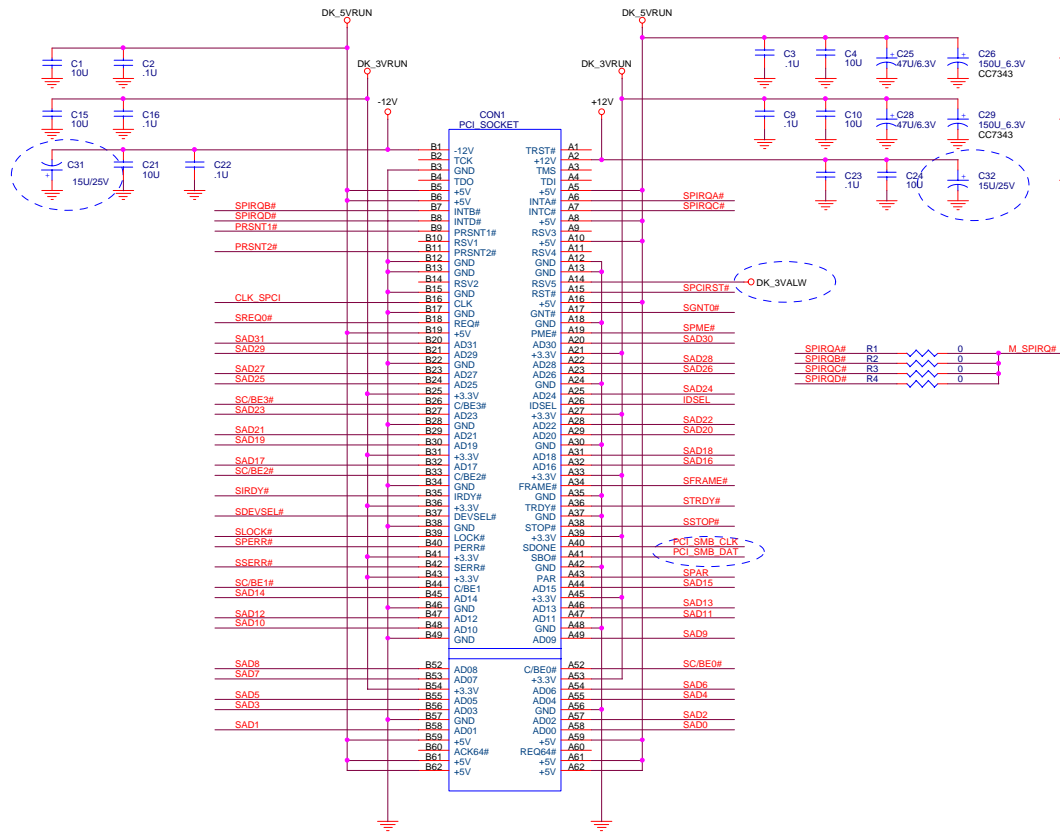 DK_5VRUN DK_5VRUN
C1 10U C2 .1U
DK_3VRUN DK_3VRUN
C3 .1U C4 10U C25 47U/6.3V C26 150U_6.3V CC7343
C15 10U C16 .1U
-12V +12V
C9 .1U C10 10U C28 47U/6.3V C29 150U_6.3V CC7343
C31 15U/25V C21 10U C22 .1U
C23 .1U C24 10U C32 15U/25V
CON1
PCI_SOCKET
B1 -12V TRST# A1
B2 TCK +12V A2
B3 GND TMS A3
B4 TDO TDI A4
B5 +5V +5V A5
B6 +5V INTA# A6 SPIRQA#
SPIRQB# B7 INTB# INTC# A7 SPIRQC#
SPIRQD# B8 INTD# +5V A8
PRSNT1# B9 PRSNT1# RSV3 A9
B10 RSV1 +5V A10
PRSNT2# B11 PRSNT2# RSV4 A11
B12 GND GND A12
B13 GND GND A13
B14 RSV2 RSV5 A14 DK_3VALW
B15 GND RST# A15 SPCIRST#
CLK_SPCI B16 CLK +5V A16
B17 GND GNT# A17 SGNT0#
SREQ0# B18 REQ# GND A18
B19 +5V PME# A19 SPME#
SAD31 B20 AD31 AD30 A20 SAD30
SAD29 B21 AD29 +3.3V A21
B22 GND AD28 A22 SAD28
SAD27 B23 AD27 AD26 A23 SAD26
SAD25 B24 AD25 GND A24
B25 +3.3V AD24 A25 SAD24
SC/BE3# B26 C/BE3# IDSEL A26 IDSEL
SAD23 B27 AD23 +3.3V A27
B28 GND AD22 A28 SAD22
SAD21 B29 AD21 AD20 A29 SAD20
SAD19 B30 AD19 GND A30
B31 +3.3V AD18 A31 SAD18
SAD17 B32 AD17 AD16 A32 SAD16
SC/BE2# B33 C/BE2# +3.3V A33
B34 GND FRAME# A34 SFRAME#
SIRDY# B35 IRDY# GND A35
B36 +3.3V TRDY# A36 STRDY#
SDEVSEL# B37 DEVSEL# GND A37
B38 GND STOP# A38 SSTOP#
SLOCK# B39 LOCK# +3.3V A39
SPERR# B40 PERR# SDONE A40 PCI_SMB_CLK
B41 +3.3V SBO# A41 PCI_SMB_DAT
SSERR# B42 SERR# GND A42
B43 +3.3V PAR A43 SPAR
SC/BE1# B44 C/BE1 AD15 A44 SAD15
SAD14 B45 AD14 +3.3V A45
B46 GND AD13 A46 SAD13
SAD12 B47 AD12 AD11 A47 SAD11
SAD10 B48 AD10 GND A48
B49 GND AD09 A49 SAD9
SAD8 B52 AD08 C/BE0# A52 SC/BE0#
SAD7 B53 AD07 +3.3V A53
B54 +3.3V AD06 A54 SAD6
SAD5 B55 AD05 AD04 A55 SAD4
SAD3 B56 AD03 GND A56
B57 GND AD02 A57 SAD2
SAD1 B58 AD01 AD00 A58 SAD0
B59 +5V +5V A59
B60 ACK64# REQ64# A60
B61 +5V +5V A61
B62 +5V +5V A62
SPIRQA# R1 0 M_SPIRQ#
SPIRQB# R2 0
SPIRQC# R3 0
SPIRQD# R4 0